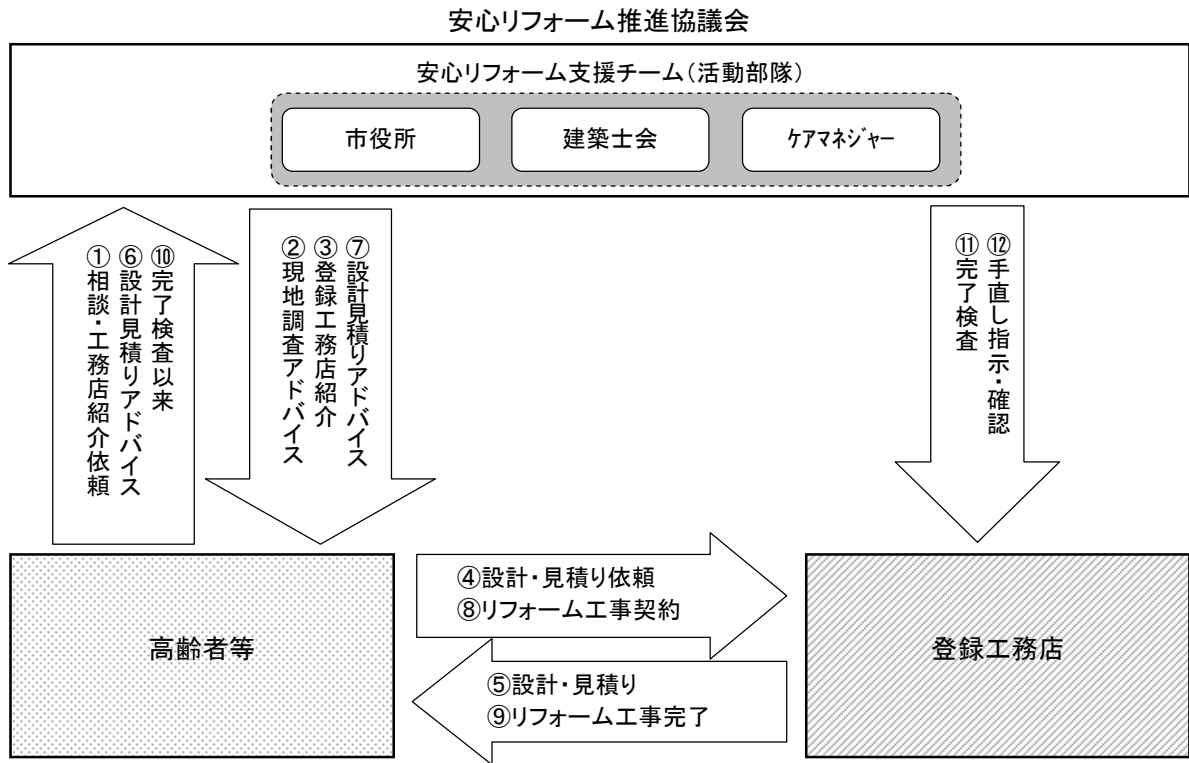 安心リフォーム推進協議会
安心リフォーム支援チーム（活動部隊）
市役所
建築士会
ケアマネジャー
①相談・工務店紹介依頼
⑥設計見積りアドバイス
⑩完了検査以来
②現地調査アドバイス
③登録工務店紹介
⑦設計見積りアドバイス
⑪完了検査
⑫手直し指示・確認
高齢者等
④設計・見積り依頼
⑧リフォーム工事契約
⑤設計・見積り
⑨リフォーム工事完了
登録工務店